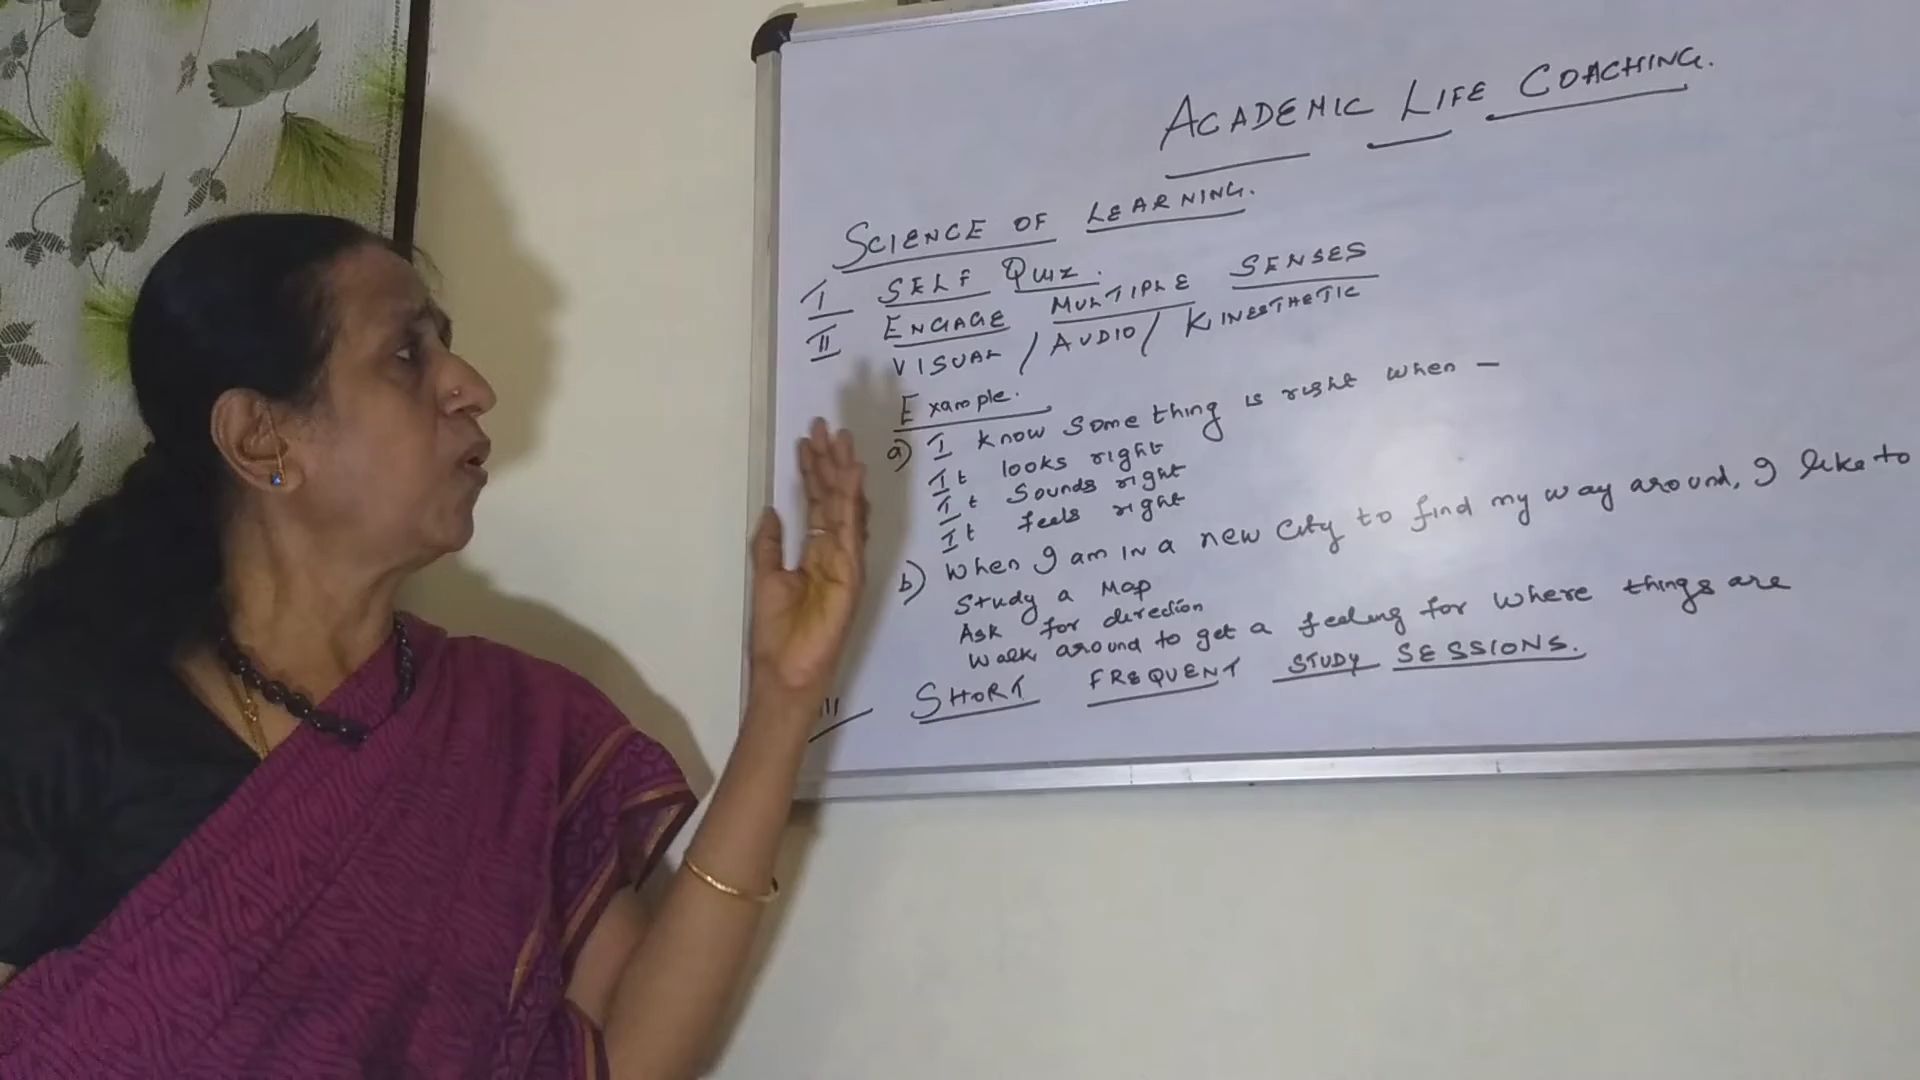 ACADEMIC LIFE COACHING.
SCIENCE OF LEARNING.
I SELF QUIZ.
II ENGAGE MULTIPLE SENSES
VISUAL / AUDIO / KINESTHETIC
Example.
a) I know something is right when —
It looks right
It sounds right
It feels right
b) When I am in a new city to find my way around, I like to
Study a Map
Ask for direction
Walk around to get a feeling for where things are
III SHORT FREQUENT STUDY SESSIONS.